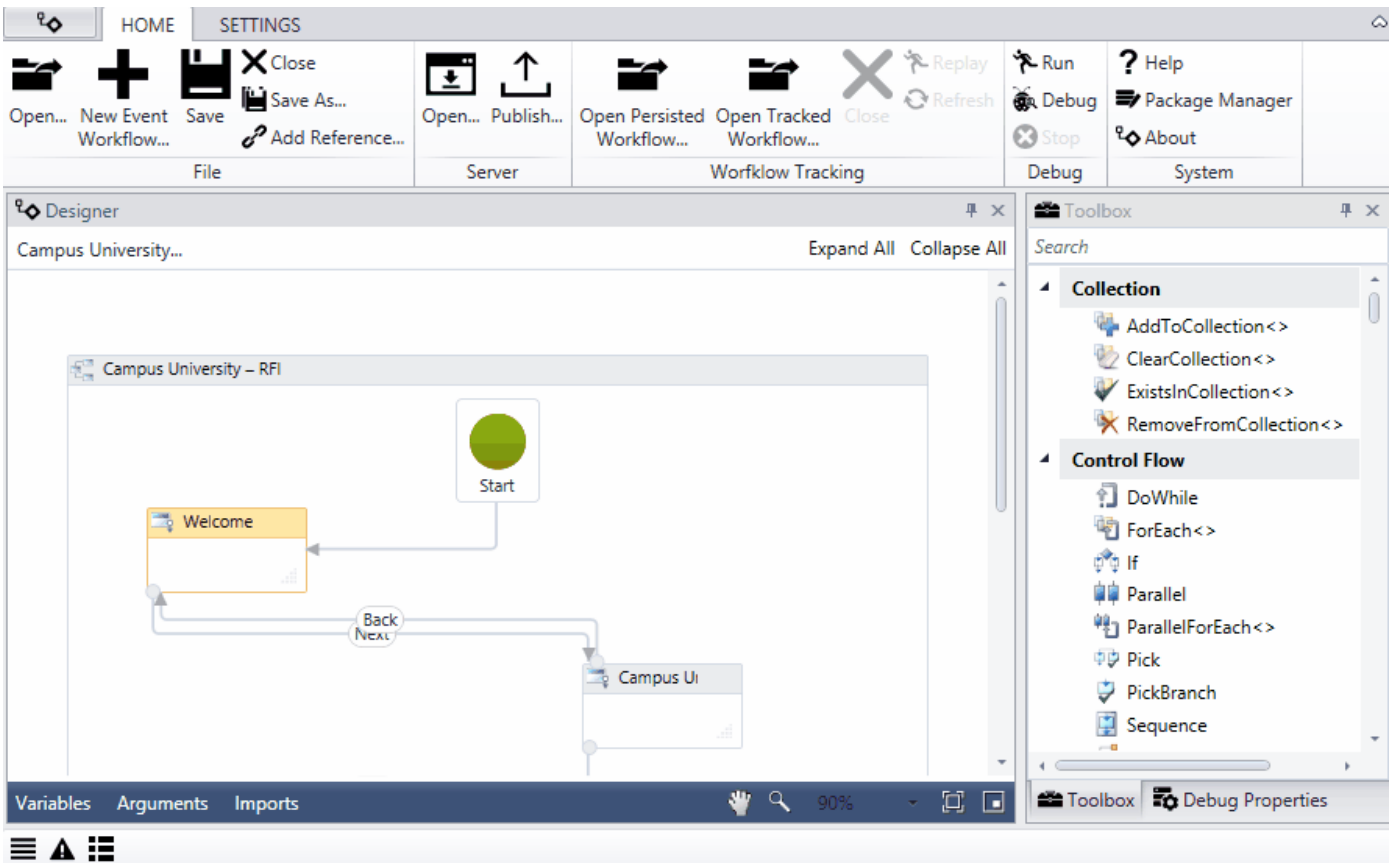 HOME SETTINGS
Close
Replay
Run
Help
Save As...
Refresh
Debug
Package Manager
Open... New Event Workflow... Save
Open... Publish...
Open Persisted Workflow... Open Tracked Workflow... Close
Add Reference...
Stop
About
File Server Worfklow Tracking Debug System
Designer
Toolbox
Campus University...
Expand All Collapse All
Search
Collection
AddToCollection<>
ClearCollection<>
ExistsInCollection<>
RemoveFromCollection<>
Control Flow
DoWhile
ForEach<>
If
Parallel
ParallelForEach<>
Pick
PickBranch
Sequence
Campus University – RFI
Start
Welcome
Back
Next
Campus
Variables Arguments Imports
90%
Toolbox Debug Properties